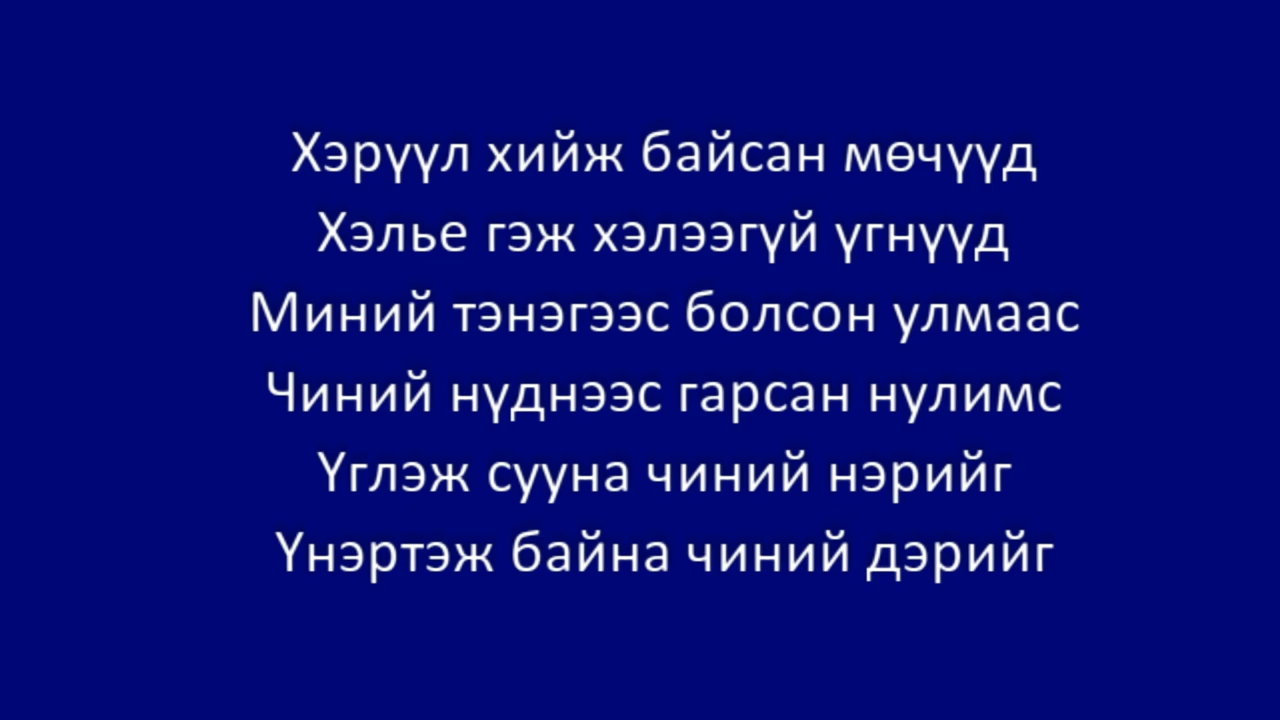 Хэрүүл хийж байсан мөчүүд
Хэлье гэж хэлээгүй үгнүүд
Миний тэнэгээс болсон улмаас
Чиний нүднээс гарсан нулимс
Үглэж сууна чиний нэрийг
Үнэртэж байна чиний дэрийг